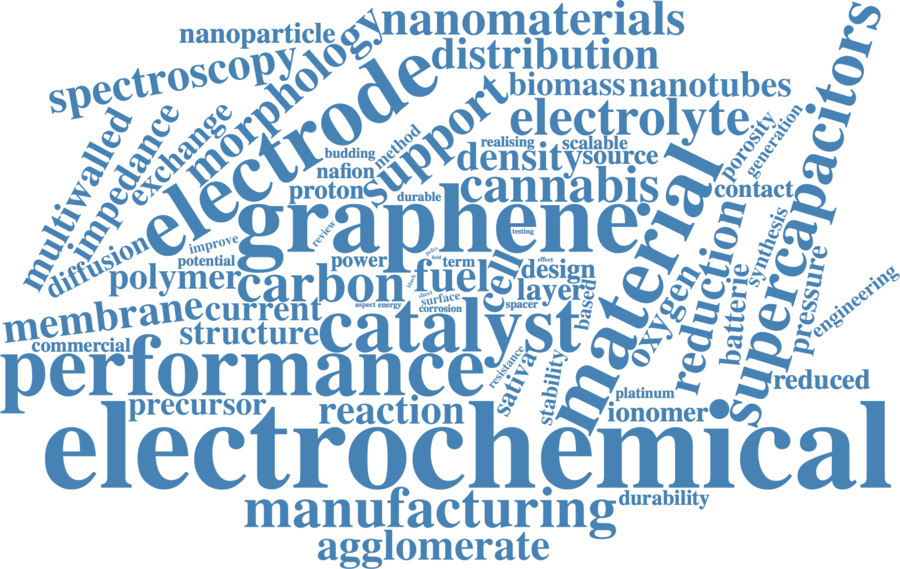 nanoparticle
nanomaterials
spectroscopy
morphology
distribution
supercapacitors
electrode
support
biomass
nanotubes
electrolyte
multiwalled
impedance
exchange
budding
method
realising
scalable
porosity
generation
nafion
density
source
proton
durable
cannabis
material
contact
graphene
review
testing
diffusion
improve
potential
power
polymer
carbon
black
fuel
term
cell
effect
design
layer
based
oxygen
reduction
batterie
synthesis
pressure
engineering
membrane
current
aspect
energy
sheet
surface
corrosion
spacer
structure
catalyst
commercial
performance
resistance
sativa
stability
platinum
reduced
precursor
reaction
ionomer
electrochemical
manufacturing
durability
agglomerate